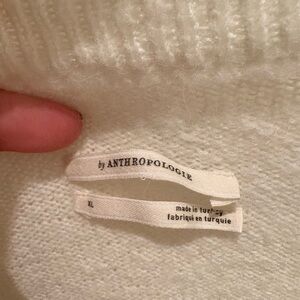 by ANTHROPOLOGIE
XL
made in turkey
fabriqué en turquie